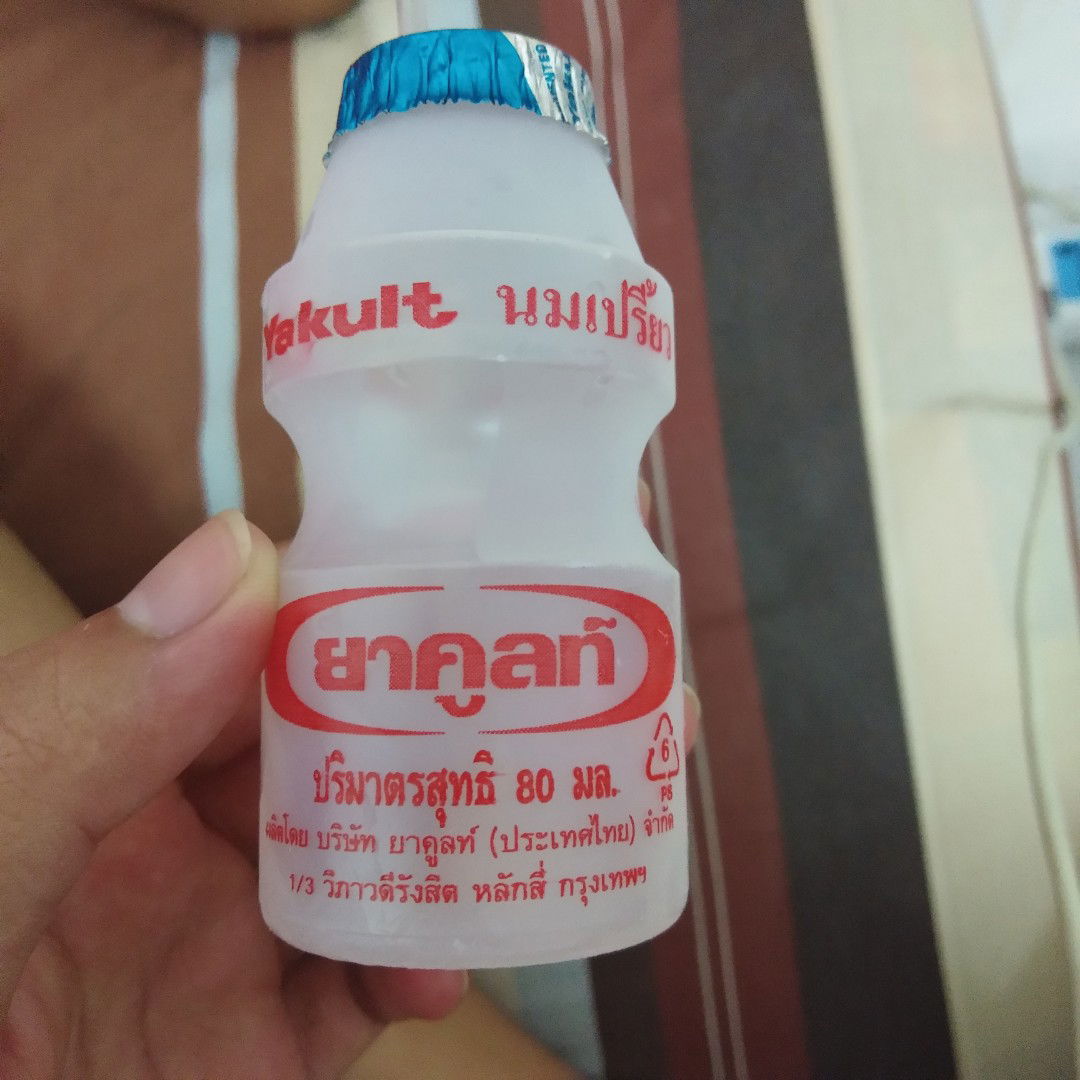 Yakult นมเปรี้ยว
ยาคูลท์
ปริมาตรสุทธิ 80 มล.
6
PS
ผลิตโดย บริษัท ยาคูลท์ (ประเทศไทย) จำกัด
1/3 วิภาวดีรังสิต หลักสี่ กรุงเทพฯ